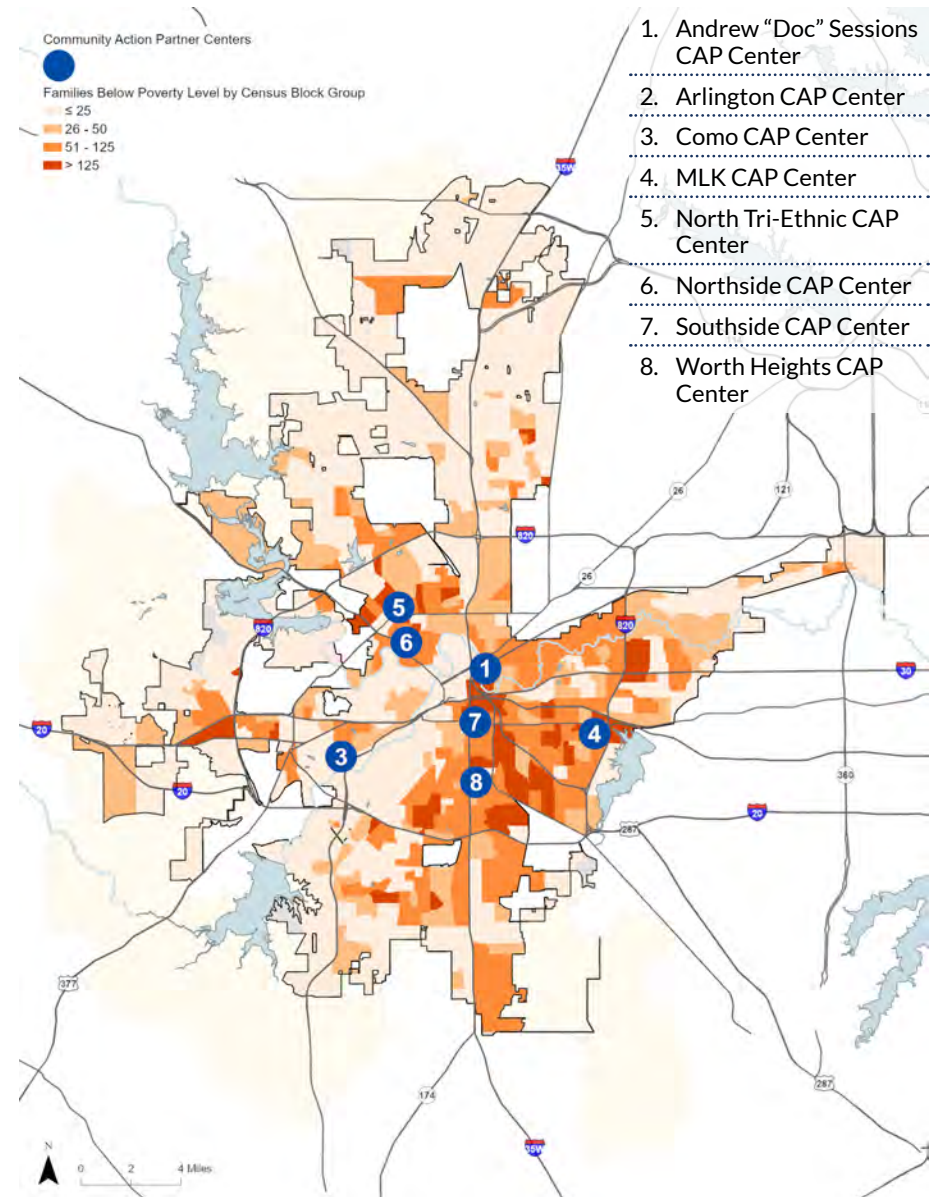 Community Action Partner Centers
Families Below Poverty Level by Census Block Group
≤ 25
26 - 50
51 - 125
> 125
1. Andrew “Doc” Sessions
CAP Center
2. Arlington CAP Center
3. Como CAP Center
4. MLK CAP Center
5. North Tri-Ethnic CAP
Center
6. Northside CAP Center
7. Southside CAP Center
8. Worth Heights CAP
Center
35W
26
121
820
26
5
820
820
6
1
30
7
4
20
3
360
8
20
20
287
377
287
174
35W
N
0 2 4 Miles